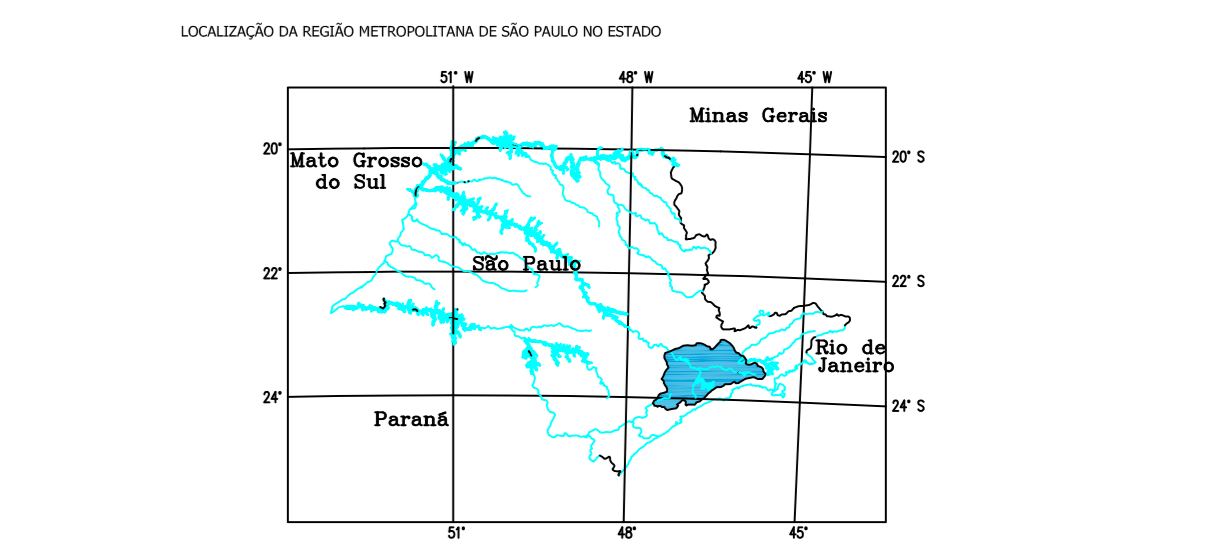 LOCALIZAÇÃO DA REGIÃO METROPOLITANA DE SÃO PAULO NO ESTADO
51° W 48° W 45° W
Minas Gerais
20° 20° S
Mato Grosso
do Sul
São Paulo
22° 22° S
Rio de
Janeiro
24° 24° S
Paraná
51° 48° 45°